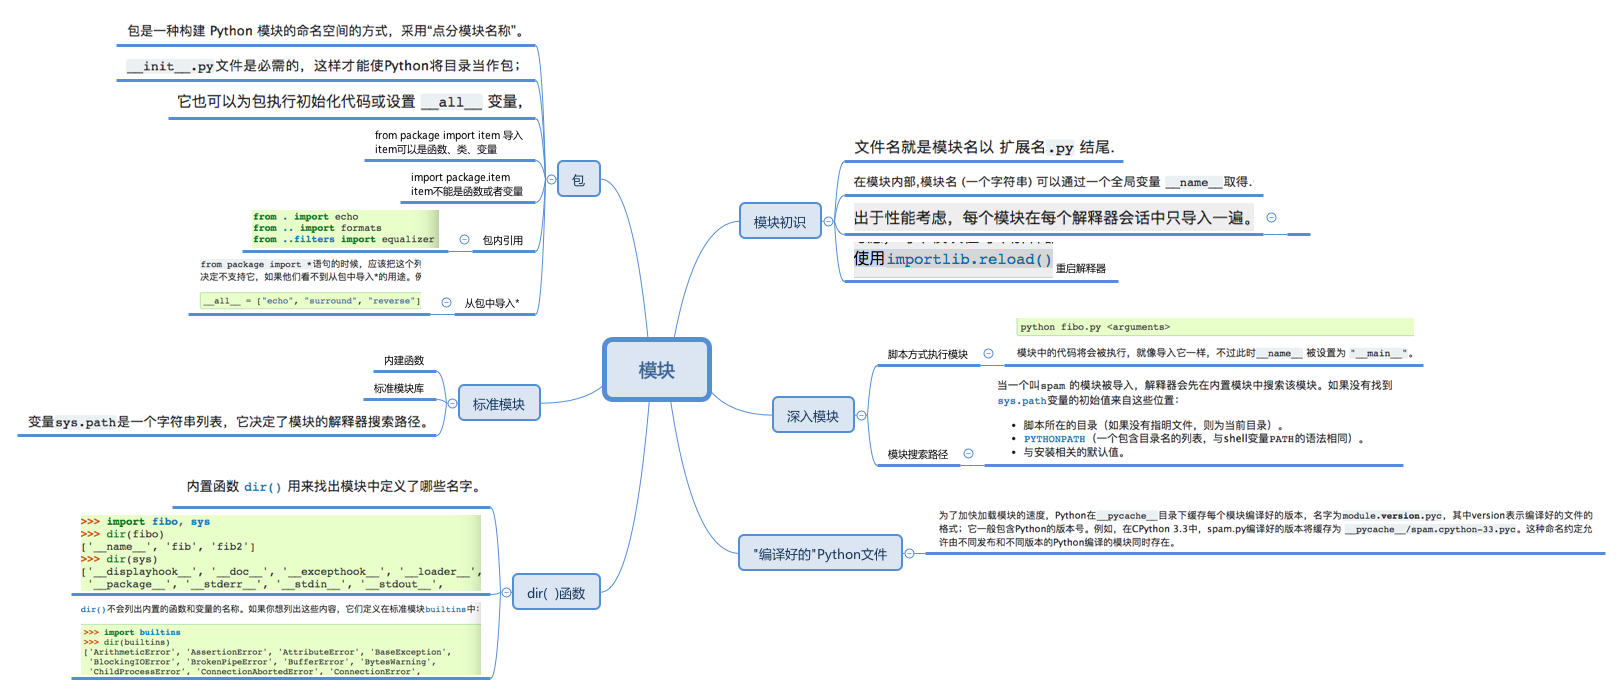 模块
模块初识
文件名就是模块名以 扩展名.py 结尾.
在模块内部,模块名 (一个字符串) 可以通过一个全局变量 __name__取得.
出于性能考虑，每个模块在每个解释器会话中只导入一遍。
使用importlib.reload()
重启解释器
深入模块
脚本方式执行模块
python fibo.py <arguments>
模块中的代码将会被执行，就像导入它一样，不过此时__name__ 被设置为 "__main__"。
模块搜索路径
当一个叫spam 的模块被导入，解释器会先在内置模块中搜索该模块。如果没有找到
sys.path变量的初始值来自这些位置：
• 脚本所在的目录（如果没有指明文件，则为当前目录）。
• PYTHONPATH（一个包含目录名的列表，与shell变量PATH的语法相同）。
• 与安装相关的默认值。
"编译好的"Python文件
为了加快加载模块的速度，Python在__pycache__目录下缓存每个模块编译好的版本，名字为module.version.pyc，其中version表示编译好的文件的
格式；它一般包含Python的版本号。例如，在CPython 3.3中，spam.py编译好的版本将缓存为 __pycache__/spam.cpython-33.pyc。这种命名约定允
许由不同发布和不同版本的Python编译的模块同时存在。
包
包是一种构建 Python 模块的命名空间的方式，采用“点分模块名称”。
__init__.py文件是必需的，这样才能使Python将目录当作包；
它也可以为包执行初始化代码或设置 __all__ 变量，
from package import item 导入
item可以是函数、类、变量
import package.item
item不能是函数或者变量
包内引用
from . import echo
from .. import formats
from ..filters import equalizer
从包中导入*
from package import *语句的时候，应该把这个列
决定不支持它，如果他们看不到从包中导入*的用途。例
__all__ = ["echo", "surround", "reverse"]
标准模块
内建函数
标准模块库
变量sys.path是一个字符串列表，它决定了模块的解释器搜索路径。
dir( )函数
内置函数 dir() 用来找出模块中定义了哪些名字。
>>> import fibo, sys
>>> dir(fibo)
['__name__', 'fib', 'fib2']
>>> dir(sys)
['__displayhook__', '__doc__', '__excepthook__', '__loader__',
'__package__', '__stderr__', '__stdin__', '__stdout__',
dir()不会列出内置的函数和变量的名称。如果你想列出这些内容，它们定义在标准模块builtins中：
>>> import builtins
>>> dir(builtins)
['ArithmeticError', 'AssertionError', 'AttributeError', 'BaseException',
'BlockingIOError', 'BrokenPipeError', 'BufferError', 'BytesWarning',
'ChildProcessError', 'ConnectionAbortedError', 'ConnectionError',